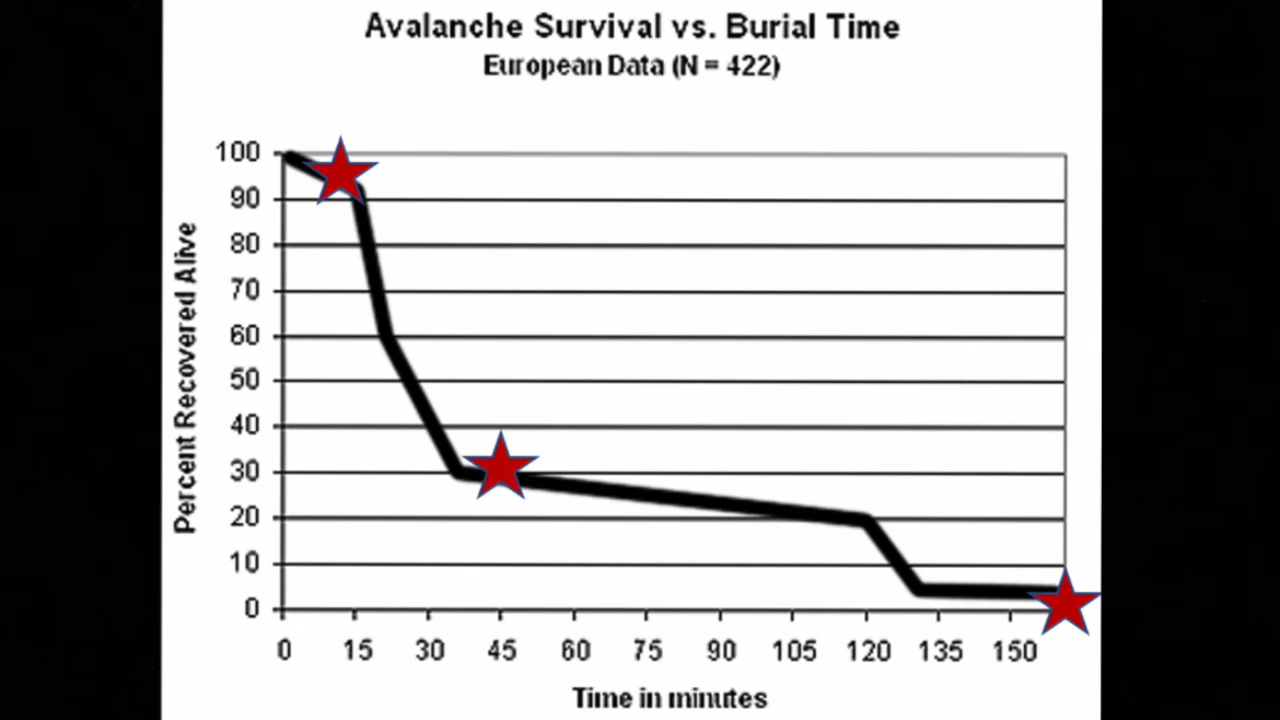 Avalanche Survival vs. Burial Time
European Data (N = 422)
Percent Recovered Alive
100
90
80
70
60
50
40
30
20
10
0
0 15 30 45 60 75 90 105 120 135 150
Time in minutes